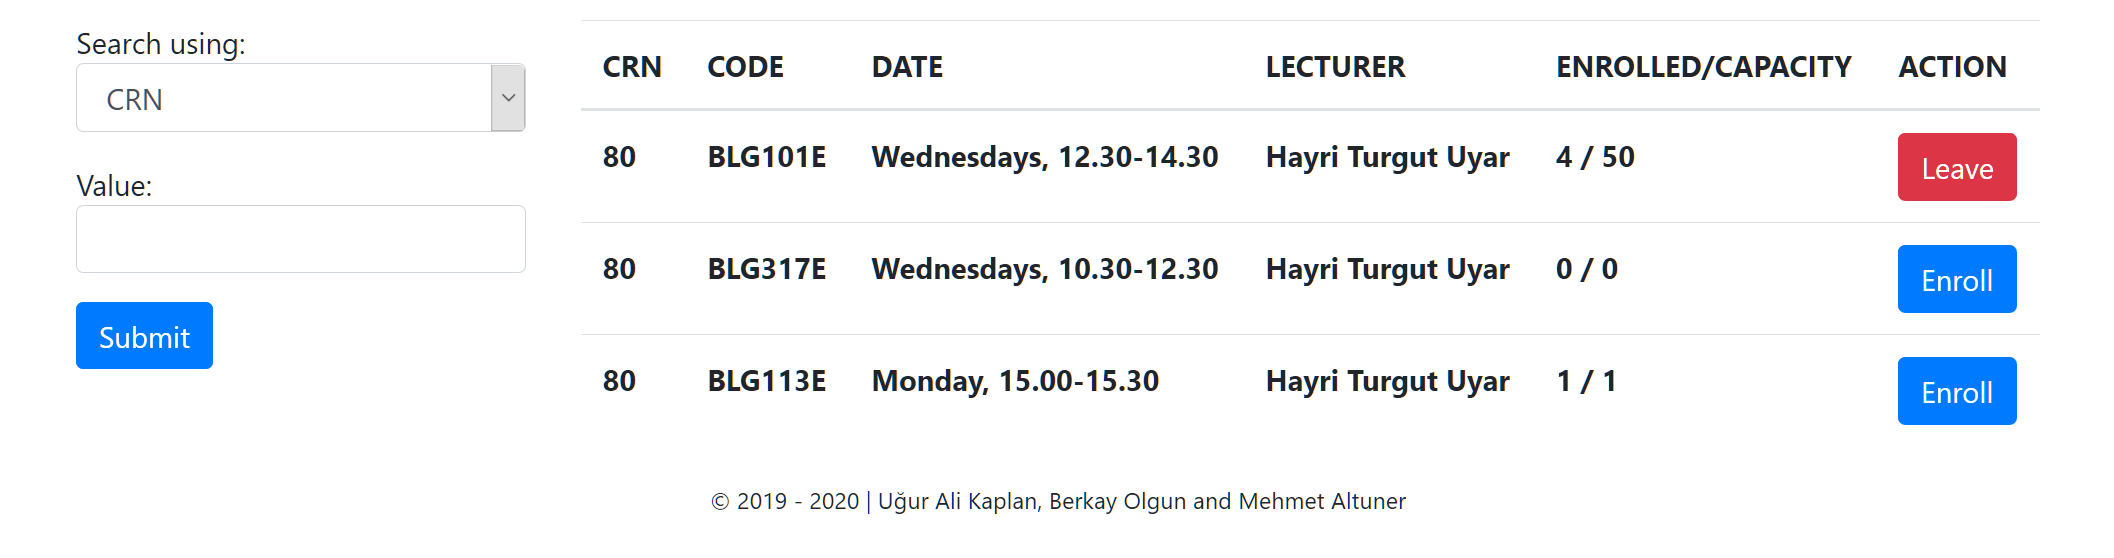 Search using:
CRN
Value:
Submit
CRN CODE DATE LECTURER ENROLLED/CAPACITY ACTION
80 BLG101E Wednesdays, 12.30-14.30 Hayri Turgut Uyar 4 / 50 Leave
80 BLG317E Wednesdays, 10.30-12.30 Hayri Turgut Uyar 0 / 0 Enroll
80 BLG113E Monday, 15.00-15.30 Hayri Turgut Uyar 1 / 1 Enroll
© 2019 - 2020 | Uğur Ali Kaplan, Berkay Olgun and Mehmet Altuner